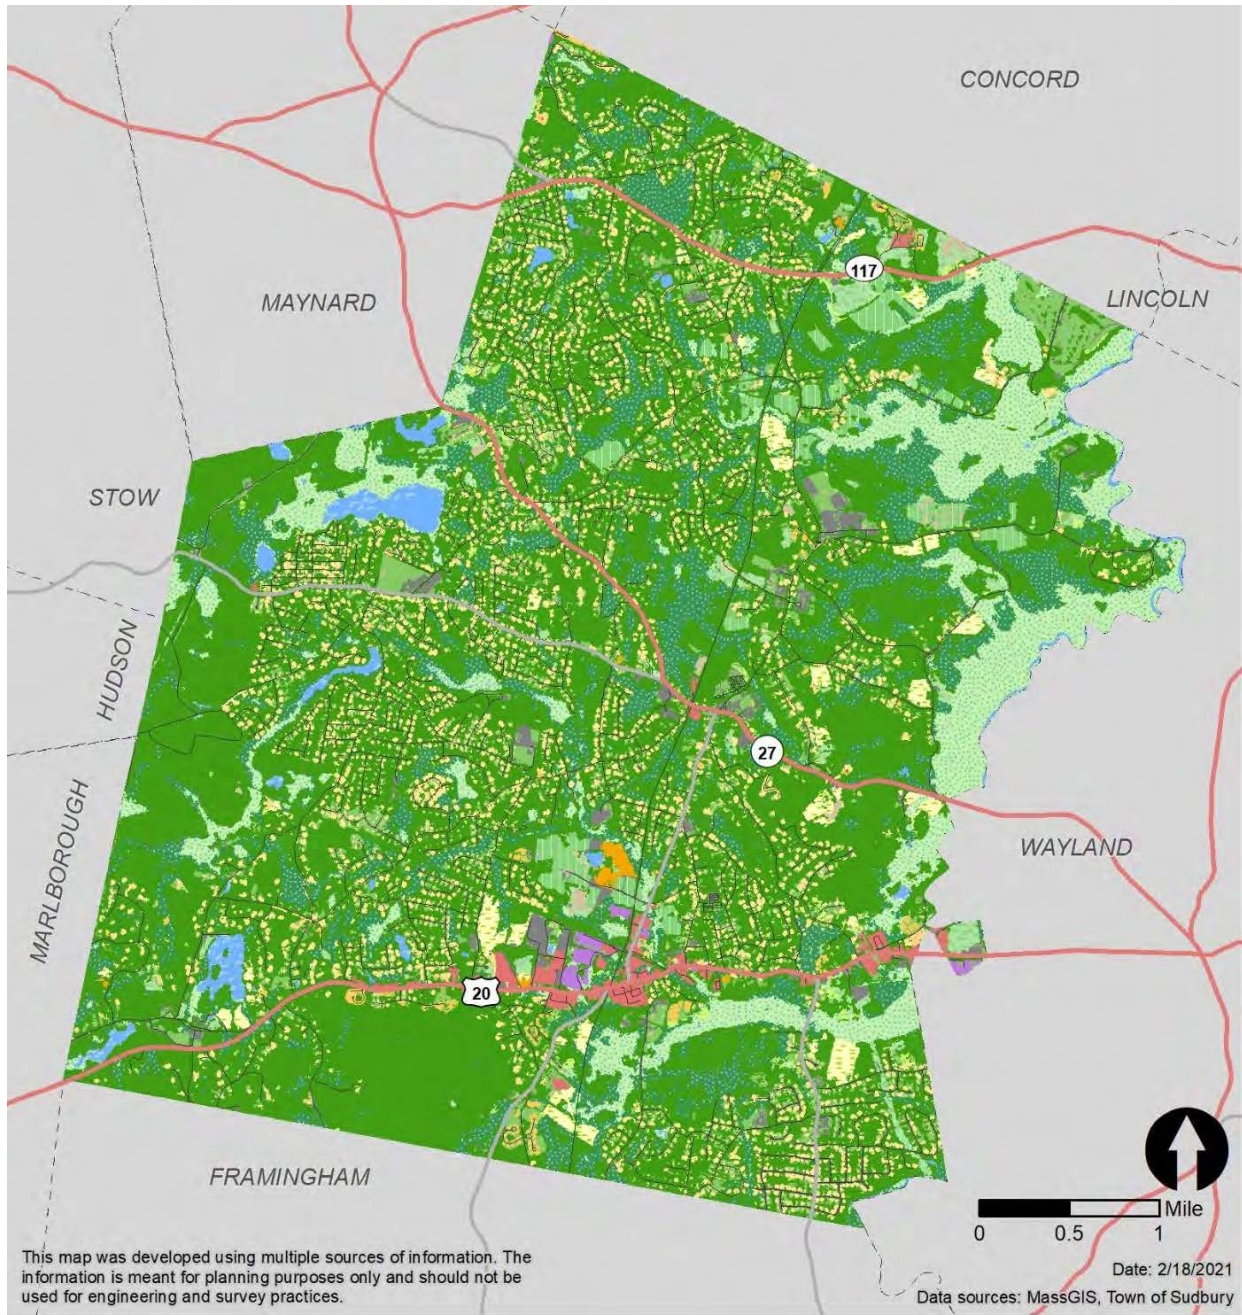 CONCORD
117
LINCOLN
MAYNARD
STOW
HUDSON
27
MARLBOROUGH
WAYLAND
20
FRAMINGHAM
Mile
0 0.5 1
This map was developed using multiple sources of information. The
information is meant for planning purposes only and should not be
used for engineering and survey practices.
Date: 2/18/2021
Data sources: MassGIS, Town of Sudbury